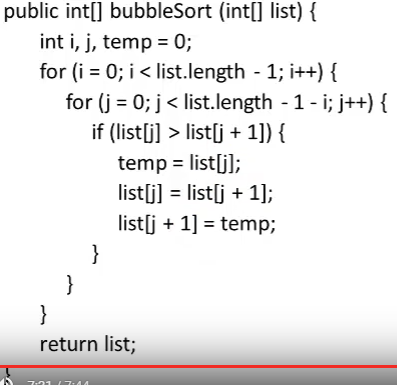 public int[] bubbleSort (int[] list) {
int i, j, temp = 0;
for (i = 0; i < list.length - 1; i++) {
for (j = 0; j < list.length - 1 - i; j++) {
if (list[j] > list[j + 1]) {
temp = list[j];
list[j] = list[j + 1];
list[j + 1] = temp;
}
}
}
return list;
}
7:31 / 7:44